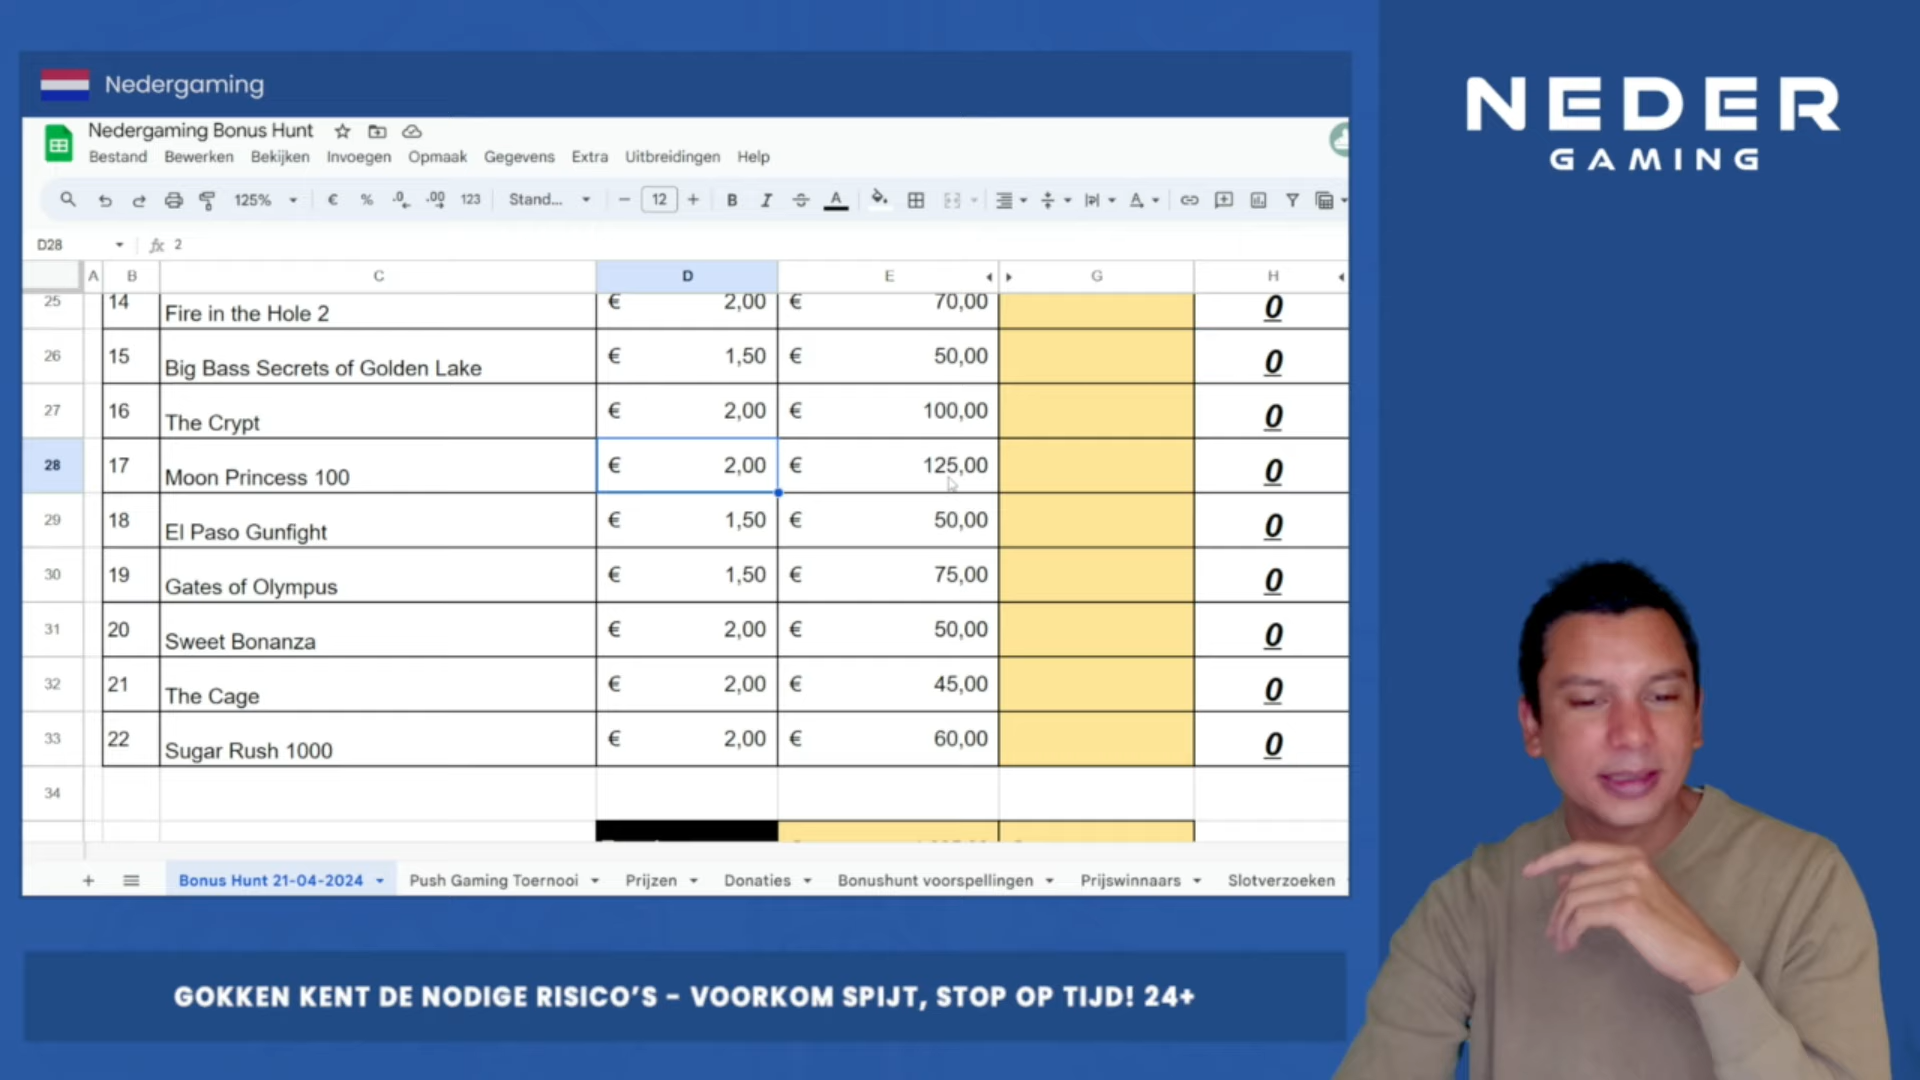 Nedergaming
NEDER
GAMING
Nedergaming Bonus Hunt
Bestand Bewerken Bekijken Invoegen Opmaak Gegevens Extra Uitbreidingen Help
125% € % .0 .00 123 Stand... − 12 + B I A
D28 fx 2
A B C D E G H
25 14 Fire in the Hole 2 € 2,00 € 70,00 0
26 15 Big Bass Secrets of Golden Lake € 1,50 € 50,00 0
27 16 The Crypt € 2,00 € 100,00 0
28 17 Moon Princess 100 € 2,00 € 125,00 0
29 18 El Paso Gunfight € 1,50 € 50,00 0
30 19 Gates of Olympus € 1,50 € 75,00 0
31 20 Sweet Bonanza € 2,00 € 50,00 0
32 21 The Cage € 2,00 € 45,00 0
33 22 Sugar Rush 1000 € 2,00 € 60,00 0
34
Bonus Hunt 21-04-2024 Push Gaming Toernooi Prijzen Donaties Bonushunt voorspellingen Prijswinnaars Slotverzoeken
GOKKEN KENT DE NODIGE RISICO'S - VOORKOM SPIJT, STOP OP TIJD! 24+